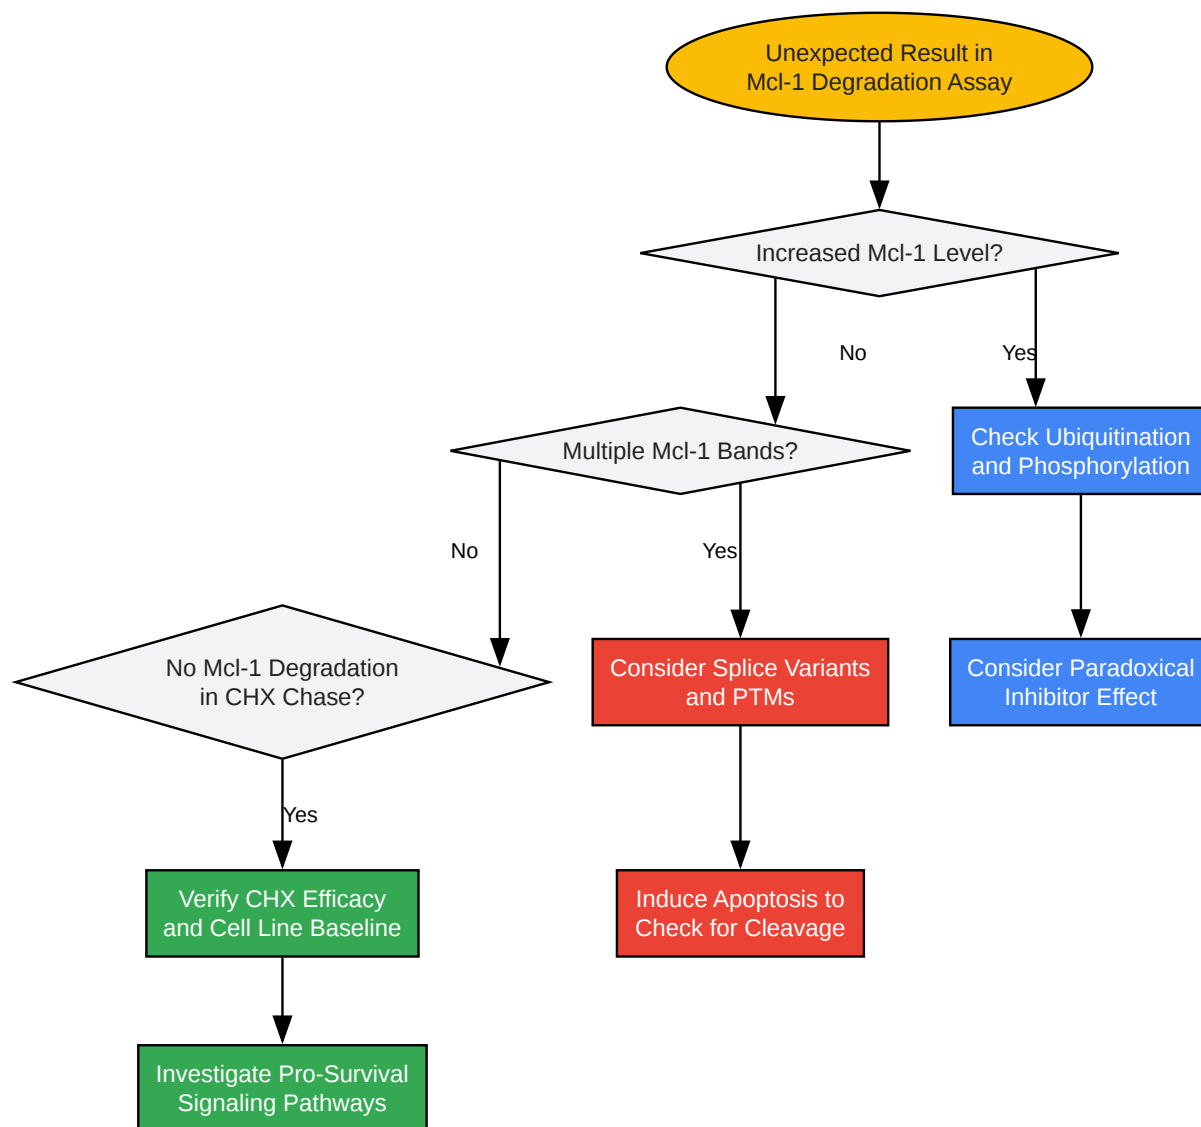 Unexpected Result in
Mcl-1 Degradation Assay
Increased Mcl-1 Level?
No
Yes
Multiple Mcl-1 Bands?
Check Ubiquitination
and Phosphorylation
No
Yes
No Mcl-1 Degradation
in CHX Chase?
Consider Splice Variants
and PTMs
Consider Paradoxical
Inhibitor Effect
Yes
Verify CHX Efficacy
and Cell Line Baseline
Induce Apoptosis to
Check for Cleavage
Investigate Pro-Survival
Signaling Pathways